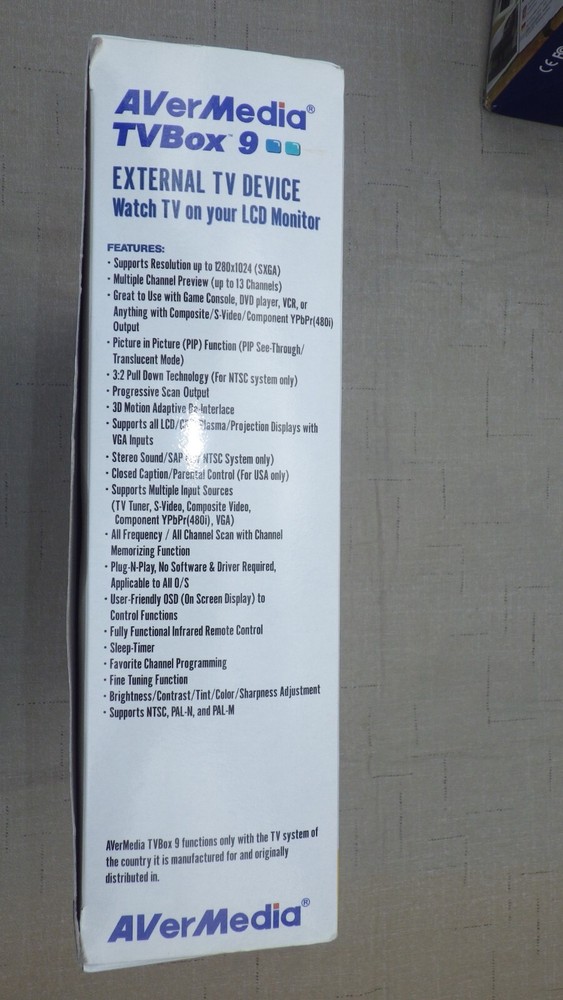 AVerMedia®
TVBox™ 9
EXTERNAL TV DEVICE
Watch TV on your LCD Monitor
FEATURES:
· Supports Resolution up to 1280x1024 (SXGA)
· Multiple Channel Preview (up to 13 Channels)
· Great to Use with Game Console, DVD player, VCR, or
Anything with Composite/S-Video/Component YPbPr(480i)
Output
· Picture in Picture (PIP) Function (PIP See-Through/
Translucent Mode)
· 3:2 Pull Down Technology (For NTSC system only)
· Progressive Scan Output
· 3D Motion Adaptive De-Interlace
· Supports all LCD/ Plasma/Projection Displays with
VGA Inputs
· Stereo Sound/SAP NTSC System only)
· Closed Caption/Parental Control (For USA only)
· Supports Multiple Input Sources
(TV Tuner, S-Video, Composite Video,
Component YPbPr(480i), VGA)
· All Frequency / All Channel Scan with Channel
Memorizing Function
· Plug-N-Play, No Software & Driver Required,
Applicable to All O/S
· User-Friendly OSD (On Screen Display) to
Control Functions
· Fully Functional Infrared Remote Control
· Sleep-Timer
· Favorite Channel Programming
· Fine Tuning Function
· Brightness/Contrast/Tint/Color/Sharpness Adjustment
· Supports NTSC, PAL-N, and PAL-M
AVerMedia TVBox 9 functions only with the TV system of
the country it is manufactured for and originally
distributed in.
AVerMedia®
CE